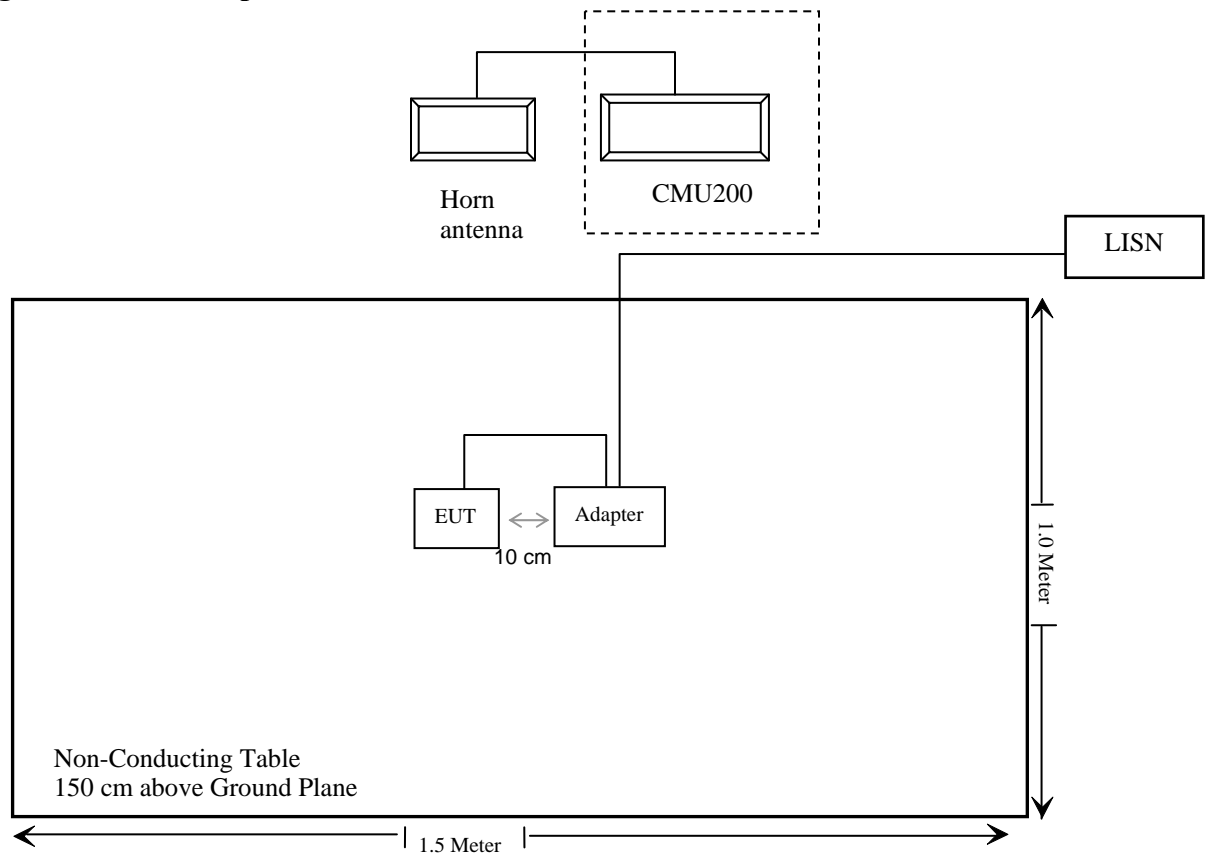 Horn
antenna
CMU200
LISN
EUT
Adapter
10 cm
1.0 Meter
Non-Conducting Table
150 cm above Ground Plane
1.5 Meter